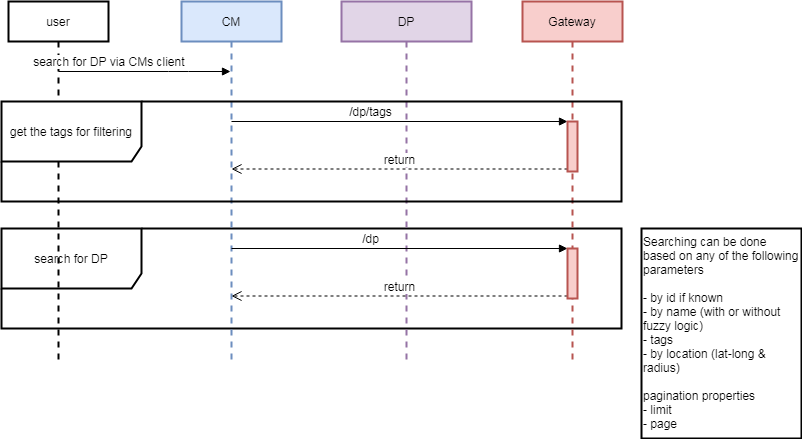 user
CM
DP
Gateway
search for DP via CMs client
get the tags for filtering
/dp/tags
return
search for DP
/dp
return
Searching can be done
based on any of the following
parameters
- by id if known
- by name (with or without
fuzzy logic)
- tags
- by location (lat-long &
radius)
pagination properties
- limit
- page